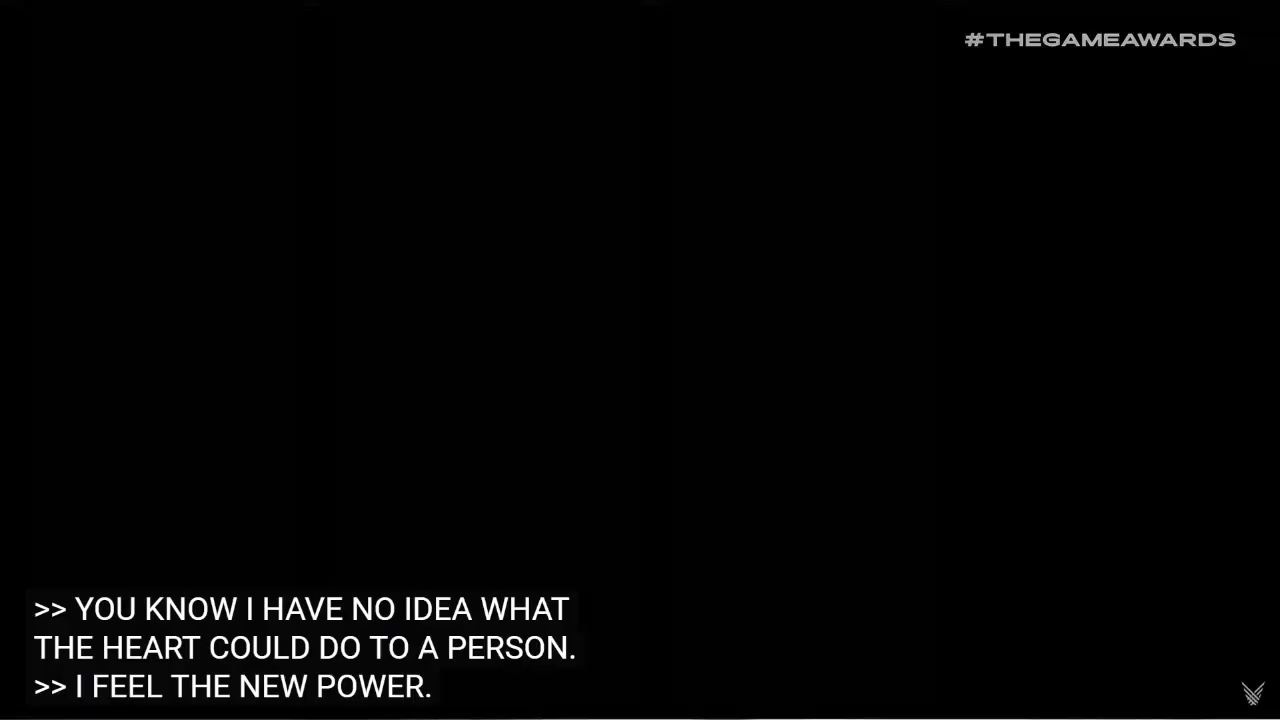 #THEGAMEAWARDS
>> YOU KNOW I HAVE NO IDEA WHAT
THE HEART COULD DO TO A PERSON.
>> I FEEL THE NEW POWER.